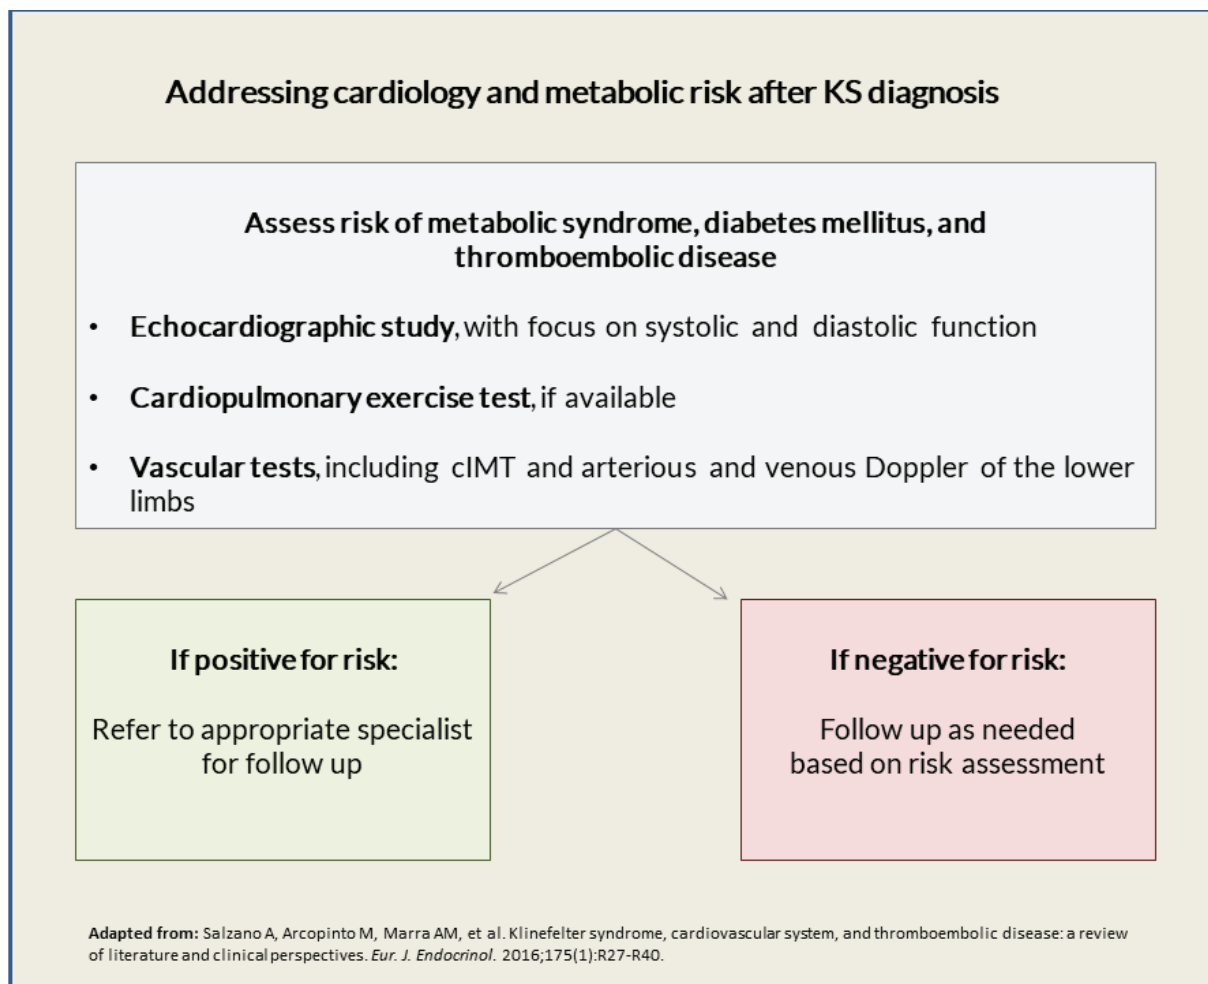 Addressing cardiology and metabolic risk after KS diagnosis
Assess risk of metabolic syndrome, diabetes mellitus, and
thromboembolic disease
• Echocardiographic study, with focus on systolic and diastolic function
• Cardiopulmonary exercise test, if available
• Vascular tests, including cIMT and arterious and venous Doppler of the lower
limbs
If positive for risk:
Refer to appropriate specialist
for follow up
If negative for risk:
Follow up as needed
based on risk assessment
Adapted from: Salzano A, Arcopinto M, Marra AM, et al. Klinefelter syndrome, cardiovascular system, and thromboembolic disease: a review
of literature and clinical perspectives. Eur. J. Endocrinol. 2016;175(1):R27-R40.